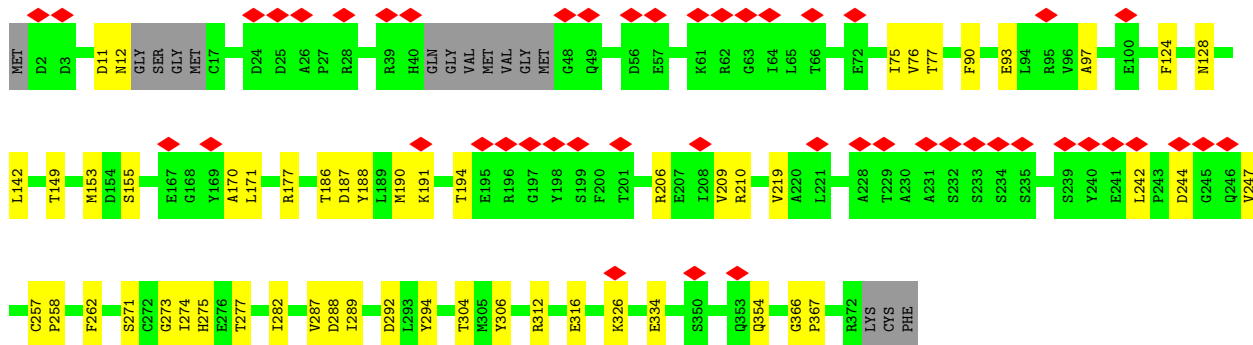 MET D2 D3 D11 N12 GLY SER GLY MET C17 D24 D25 A26 P27 R28 R39 H40 GLN GLY VAL MET VAL GLY MET G48 Q49 D56 E57 K61 R62 G63 I64 L65 T66 E72 I75 V76 T77 F90 E93 L94 R95 V96 A97 E100 F124 N128
L142 T149 M153 D154 S155 E167 G168 Y169 A170 L171 R177 T186 D187 Y188 L189 M190 K191 T194 E195 R196 G197 Y198 S199 F200 T201 R206 E207 I208 V209 R210 V219 A220 L221 A228 T229 A230 A231 S232 S233 S234 S235 S239 Y240 E241 L242 P243 D244 G245 Q246 V247
C257 P258 F262 S271 C272 G273 I274 H275 E276 T277 I282 V287 D288 I289 D292 L293 Y294 T304 M305 Y306 R312 E316 K326 E334 S350 Q353 Q354 G366 P367 R372 LYS CYS PHE